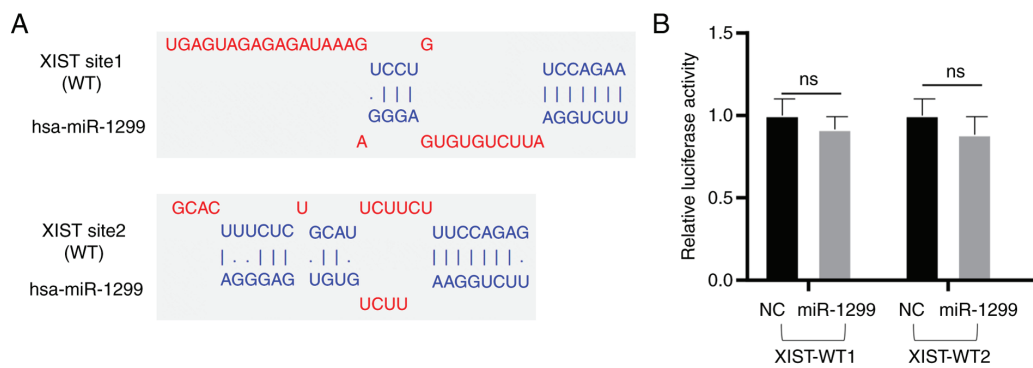 A
UGAGUAGAGAGAUAAAG G
XIST site1
(WT)
UCCU UCCAGAA
. | | | | | | | | | |
hsa-miR-1299
GGGA AGGUCUU
A GUGUGUCUUA
GCAC U UCUUCU
XIST site2
(WT)
UUUCUC GCAU UUCCAGAG
| . . | | | . | | . | | | | | | | .
hsa-miR-1299
AGGGAG UGUG AAGGUCUU
UCUU
B
Relative luciferase activity
1.5
1.0
0.5
0.0
ns ns
NC miR-1299 NC miR-1299
XIST-WT1 XIST-WT2